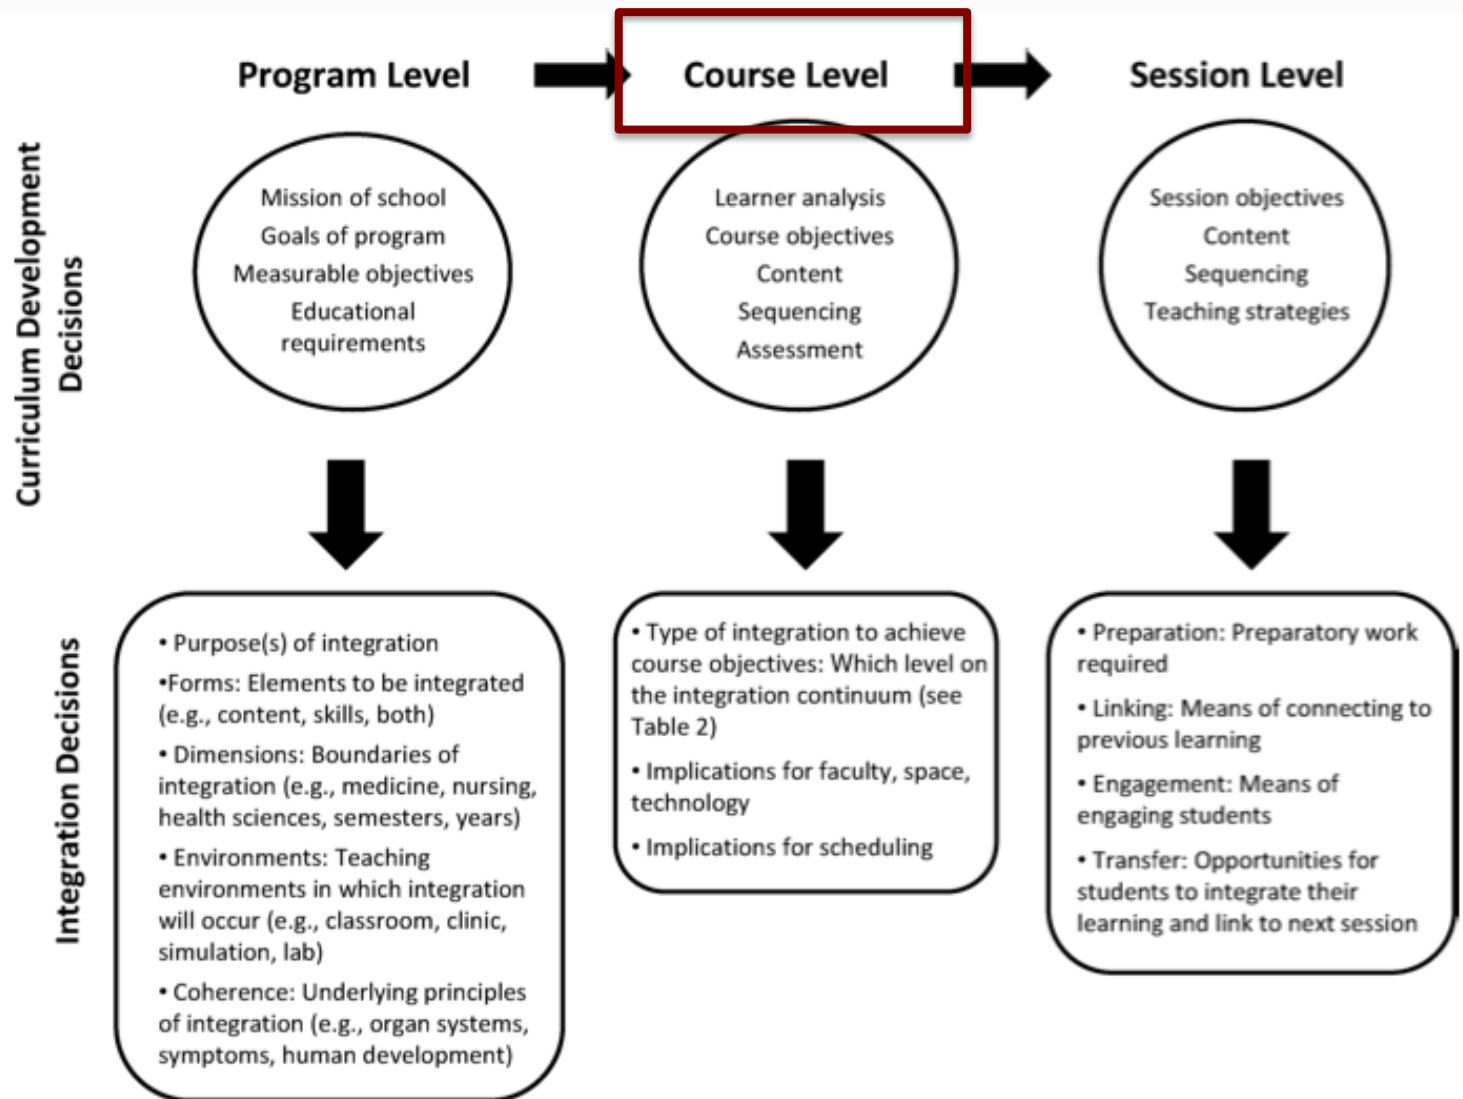 Program Level
Course Level
Session Level
Curriculum Development
Decisions
Mission of school
Goals of program
Measurable objectives
Educational
requirements
Learner analysis
Course objectives
Content
Sequencing
Assessment
Session objectives
Content
Sequencing
Teaching strategies
Integration Decisions
• Purpose(s) of integration
•Forms: Elements to be integrated
(e.g., content, skills, both)
• Dimensions: Boundaries of
integration (e.g., medicine, nursing,
health sciences, semesters, years)
• Environments: Teaching
environments in which integration
will occur (e.g., classroom, clinic,
simulation, lab)
• Coherence: Underlying principles
of integration (e.g., organ systems,
symptoms, human development)
• Type of integration to achieve
course objectives: Which level on
the integration continuum (see
Table 2)
• Implications for faculty, space,
technology
• Implications for scheduling
• Preparation: Preparatory work
required
• Linking: Means of connecting to
previous learning
• Engagement: Means of
engaging students
• Transfer: Opportunities for
students to integrate their
learning and link to next session